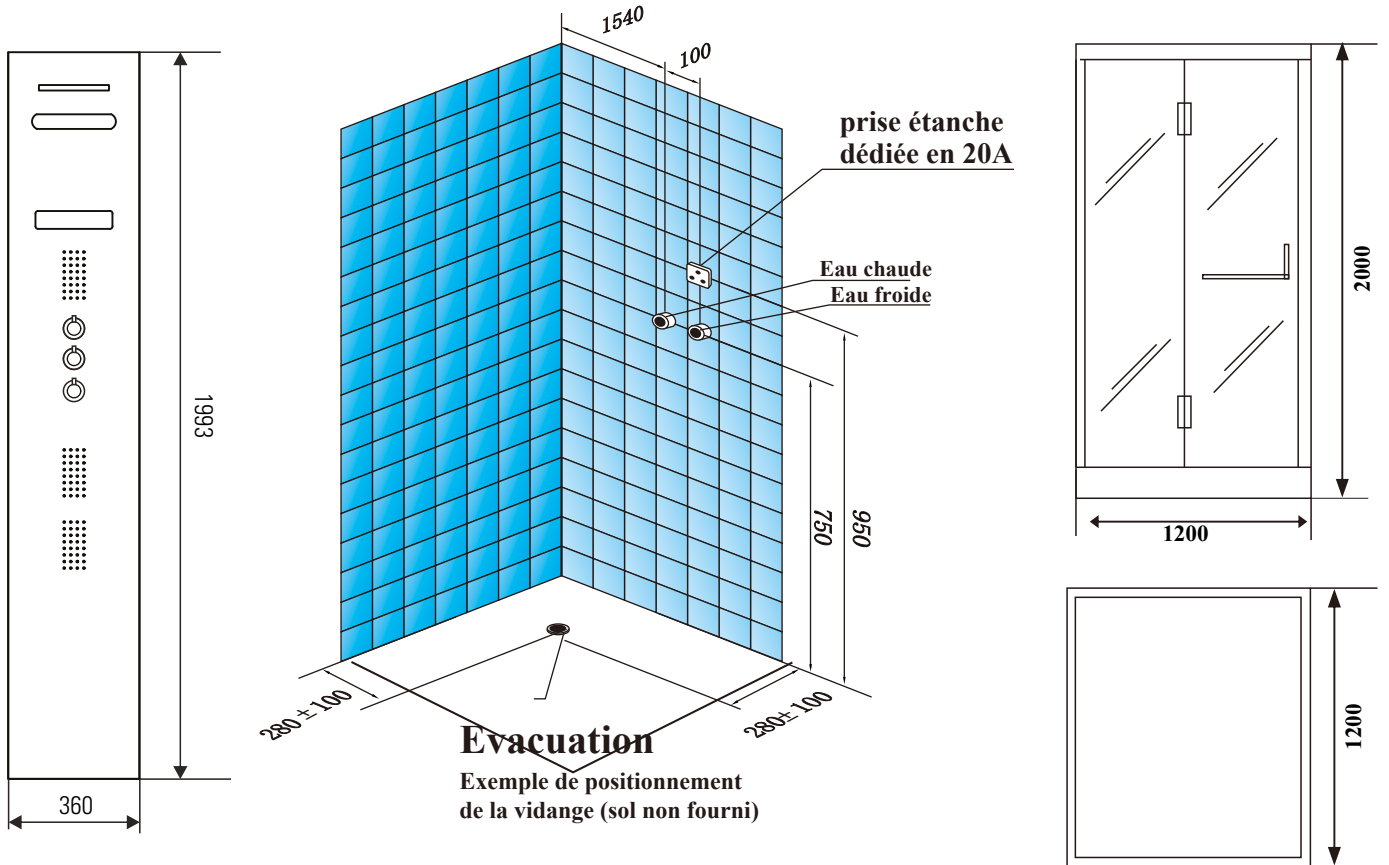 1993
360
1540
100
prise étanche
dédiée en 20A
Eau chaude
Eau froide
750
950
280±100
280±100
Evacuation
Exemple de positionnement
de la vidange (sol non fourni)
2000
1200
1200